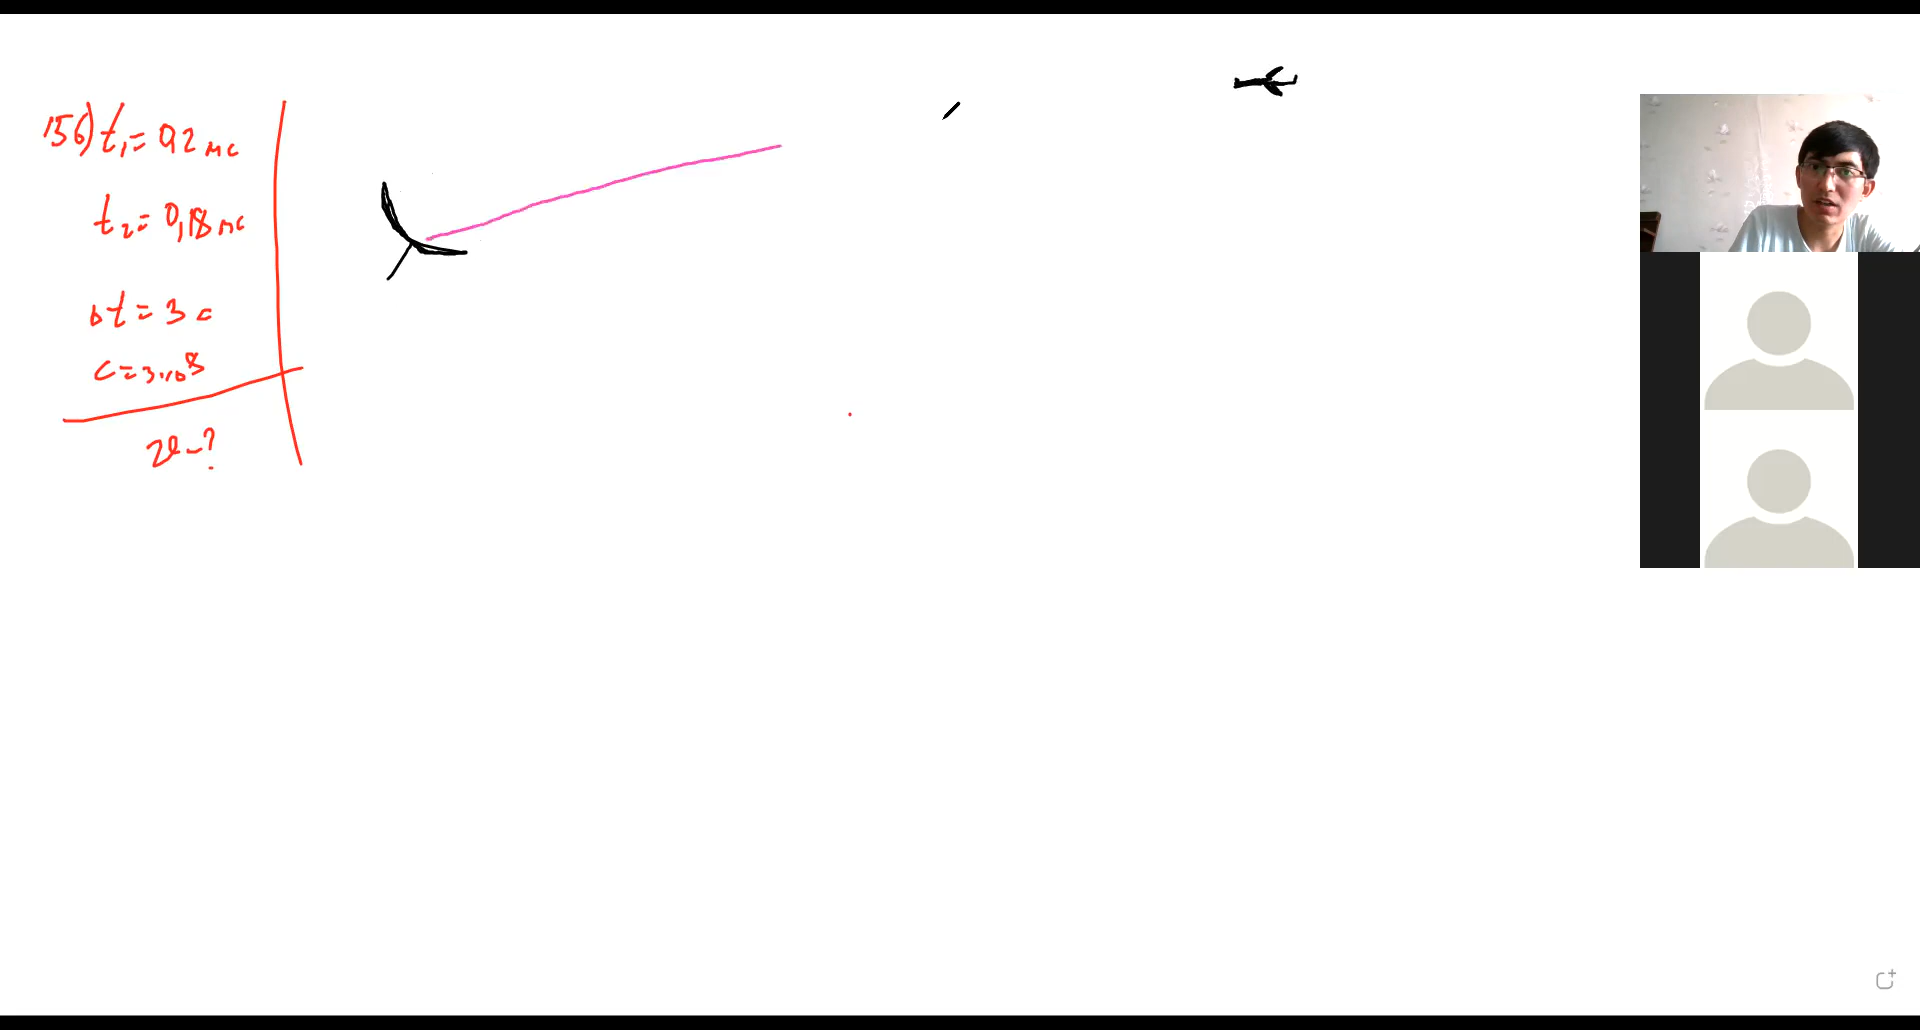 156) t₁ = 0,2 мс
t₂ = 0,18 мс
Δt = 3 c
c = 3·10⁸
υ - ?